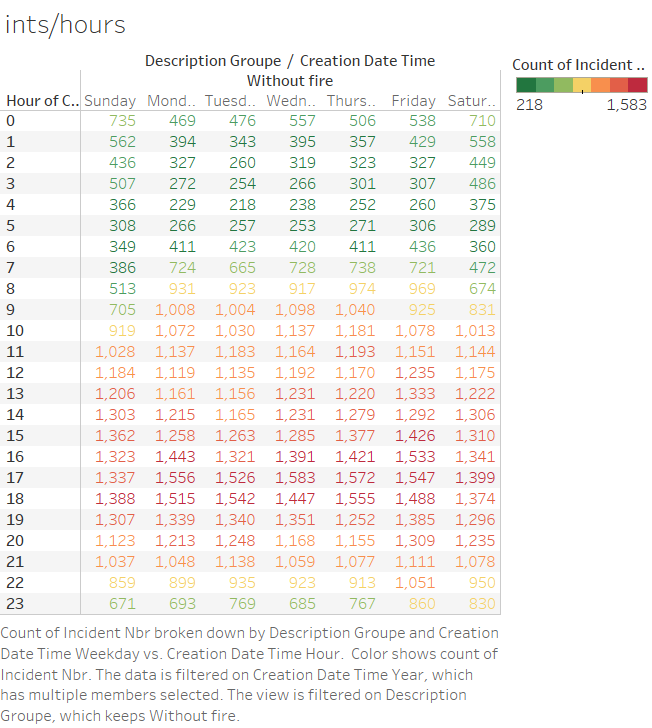 ints/hours
Description Groupe / Creation Date Time
Count of Incident ..
Without fire
Hour of C.. Sunday Mond.. Tuesd.. Wedn.. Thurs.. Friday Satur..
218 1,583
0 735 469 476 557 506 538 710
1 562 394 343 395 357 429 558
2 436 327 260 319 323 327 449
3 507 272 254 266 301 307 486
4 366 229 218 238 252 260 375
5 308 266 257 253 271 306 289
6 349 411 423 420 411 436 360
7 386 724 665 728 738 721 472
8 513 931 923 917 974 969 674
9 705 1,008 1,004 1,098 1,040 925 831
10 919 1,072 1,030 1,137 1,181 1,078 1,013
11 1,028 1,137 1,183 1,164 1,193 1,151 1,144
12 1,184 1,119 1,135 1,192 1,170 1,235 1,175
13 1,206 1,161 1,156 1,231 1,220 1,333 1,222
14 1,303 1,215 1,165 1,231 1,279 1,292 1,306
15 1,362 1,258 1,263 1,285 1,377 1,426 1,310
16 1,323 1,443 1,321 1,391 1,421 1,533 1,341
17 1,337 1,556 1,526 1,583 1,572 1,547 1,399
18 1,388 1,515 1,542 1,447 1,555 1,488 1,374
19 1,307 1,339 1,340 1,351 1,252 1,385 1,296
20 1,123 1,213 1,248 1,168 1,155 1,309 1,235
21 1,037 1,048 1,138 1,059 1,077 1,111 1,078
22 859 899 935 923 913 1,051 950
23 671 693 769 685 767 860 830
Count of Incident Nbr broken down by Description Groupe and Creation
Date Time Weekday vs. Creation Date Time Hour. Color shows count of
Incident Nbr. The data is filtered on Creation Date Time Year, which
has multiple members selected. The view is filtered on Description
Groupe, which keeps Without fire.